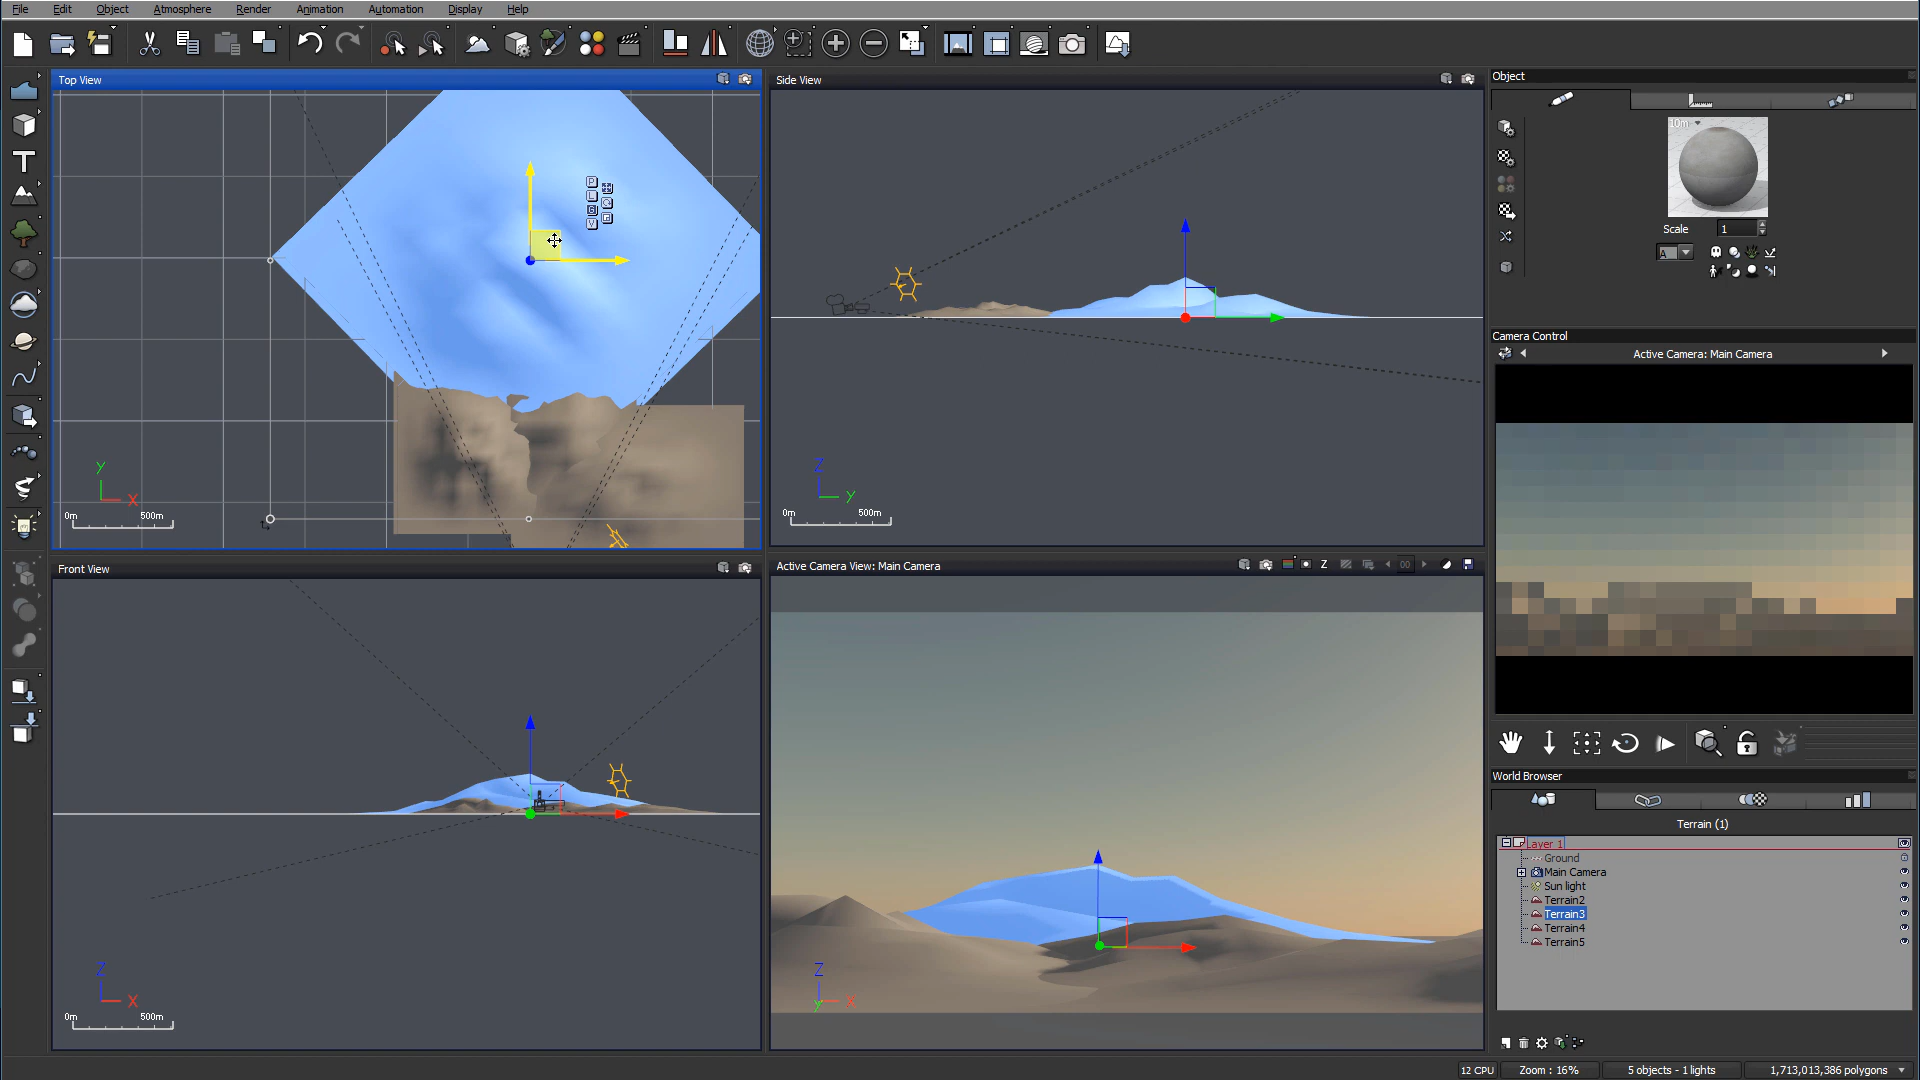 File Edit Object Atmosphere Render Animation Automation Display Help
Top View
Side View
Object
10m
Scale 1
A
P
L
G
V
Camera Control
Active Camera: Main Camera
Y
X
0m 500m
Z
Y
0m 500m
Front View
Active Camera View: Main Camera
Z
00
World Browser
Terrain (1)
Layer 1
Ground
Main Camera
Sun light
Terrain2
Terrain3
Terrain4
Terrain5
Z
X
0m 500m
Z
Y
X
12 CPU Zoom : 16% 5 objects - 1 lights 1,713,013,386 polygons